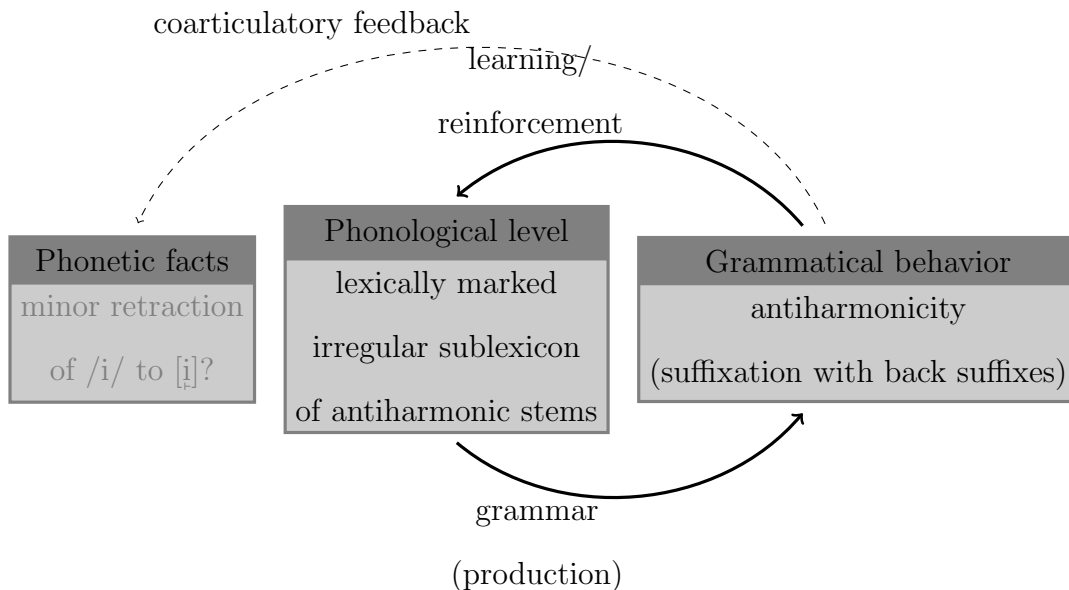 coarticulatory feedback
learning/
reinforcement
Phonetic facts
minor retraction
of /i/ to [i̠]?
Phonological level
lexically marked
irregular sublexicon
of antiharmonic stems
Grammatical behavior
antiharmonicity
(suffixation with back suffixes)
grammar
(production)